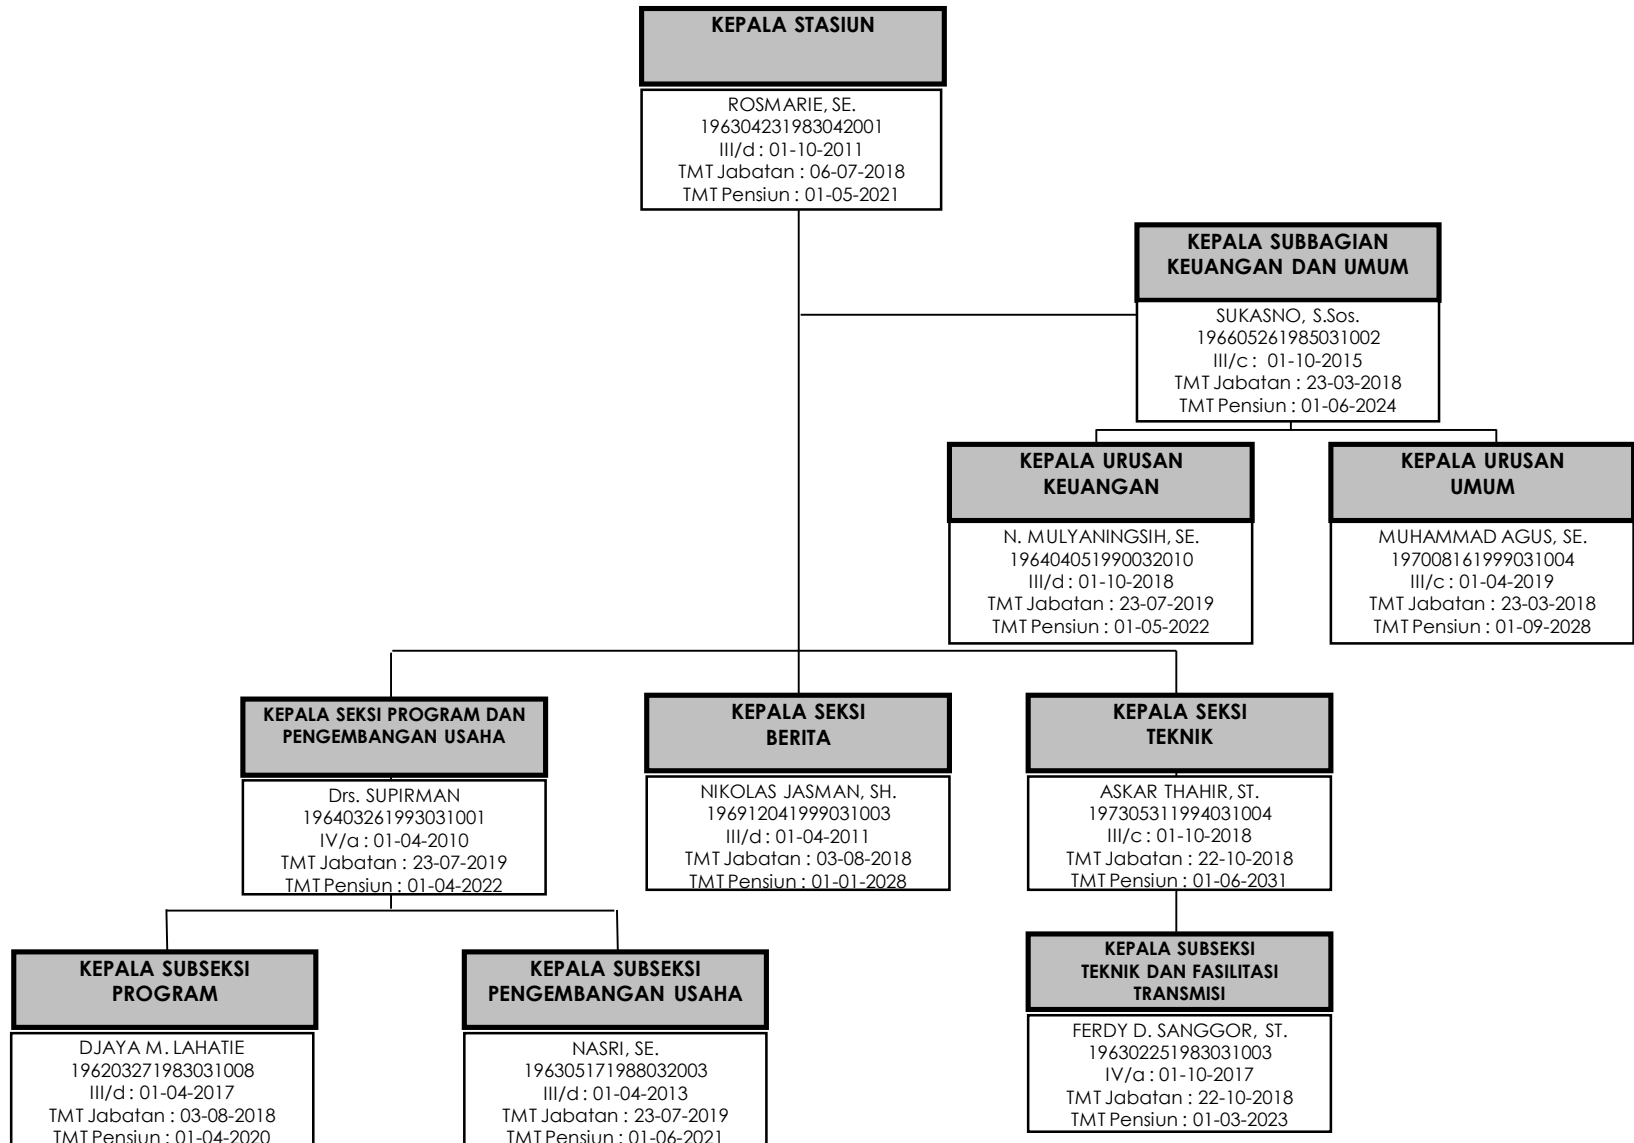 KEPALA STASIUN
ROSMARIE, SE.
196304231983042001
III/d : 01-10-2011
TMT Jabatan : 06-07-2018
TMT Pensiun : 01-05-2021
KEPALA SUBBAGIAN
KEUANGAN DAN UMUM
SUKASNO, S.Sos.
196605261985031002
III/c : 01-10-2015
TMT Jabatan : 23-03-2018
TMT Pensiun : 01-06-2024
KEPALA URUSAN
KEUANGAN
N. MULYANINGSIH, SE.
196404051990032010
III/d : 01-10-2018
TMT Jabatan : 23-07-2019
TMT Pensiun : 01-05-2022
KEPALA URUSAN
UMUM
MUHAMMAD AGUS, SE.
197008161999031004
III/c : 01-04-2019
TMT Jabatan : 23-03-2018
TMT Pensiun : 01-09-2028
KEPALA SEKSI PROGRAM DAN
PENGEMBANGAN USAHA
Drs. SUPIRMAN
196403261993031001
IV/a : 01-04-2010
TMT Jabatan : 23-07-2019
TMT Pensiun : 01-04-2022
KEPALA SEKSI
BERITA
NIKOLAS JASMAN, SH.
196912041999031003
III/d : 01-04-2011
TMT Jabatan : 03-08-2018
TMT Pensiun : 01-01-2028
KEPALA SEKSI
TEKNIK
ASKAR THAHIR, ST.
197305311994031004
III/c : 01-10-2018
TMT Jabatan : 22-10-2018
TMT Pensiun : 01-06-2031
KEPALA SUBSEKSI
PROGRAM
DJAYA M. LAHATIE
196203271983031008
III/d : 01-04-2017
TMT Jabatan : 03-08-2018
TMT Pensiun : 01-04-2020
KEPALA SUBSEKSI
PENGEMBANGAN USAHA
NASRI, SE.
196305171988032003
III/d : 01-04-2013
TMT Jabatan : 23-07-2019
TMT Pensiun : 01-06-2021
KEPALA SUBSEKSI
TEKNIK DAN FASILITASI
TRANSMISI
FERDY D. SANGGOR, ST.
196302251983031003
IV/a : 01-10-2017
TMT Jabatan : 22-10-2018
TMT Pensiun : 01-03-2023